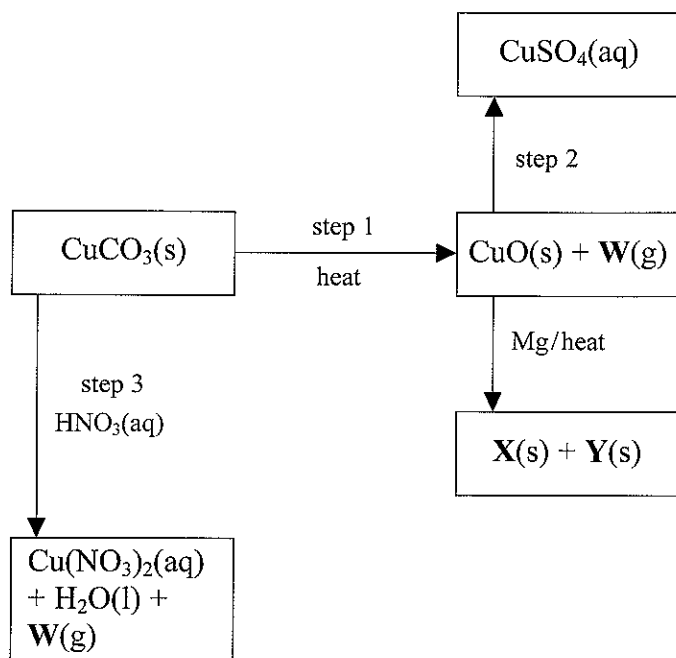 CuSO₄(aq)
step 2
CuCO₃(s)
step 1
heat
CuO(s) + W(g)
Mg/heat
step 3
HNO₃(aq)
X(s) + Y(s)
Cu(NO₃)₂(aq)
+ H₂O(l) +
W(g)